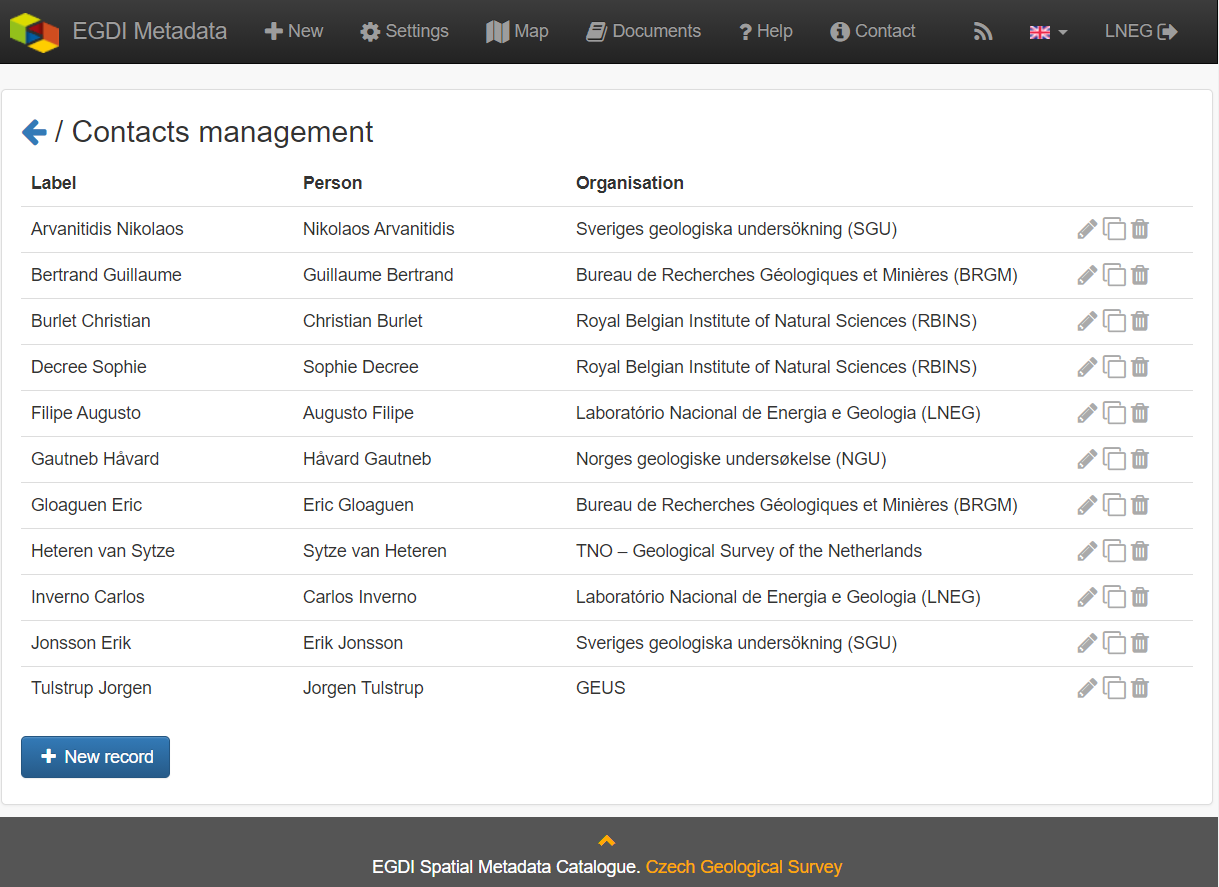 EGDI Metadata New Settings Map Documents ? Help Contact LNEG
/ Contacts management
Label Person Organisation
Arvanitidis Nikolaos Nikolaos Arvanitidis Sveriges geologiska undersökning (SGU)
Bertrand Guillaume Guillaume Bertrand Bureau de Recherches Géologiques et Minières (BRGM)
Burlet Christian Christian Burlet Royal Belgian Institute of Natural Sciences (RBINS)
Decree Sophie Sophie Decree Royal Belgian Institute of Natural Sciences (RBINS)
Filipe Augusto Augusto Filipe Laboratório Nacional de Energia e Geologia (LNEG)
Gautneb Håvard Håvard Gautneb Norges geologiske undersøkelse (NGU)
Gloaguen Eric Eric Gloaguen Bureau de Recherches Géologiques et Minières (BRGM)
Heteren van Sytze Sytze van Heteren TNO – Geological Survey of the Netherlands
Inverno Carlos Carlos Inverno Laboratório Nacional de Energia e Geologia (LNEG)
Jonsson Erik Erik Jonsson Sveriges geologiska undersökning (SGU)
Tulstrup Jorgen Jorgen Tulstrup GEUS
New record
EGDI Spatial Metadata Catalogue. Czech Geological Survey